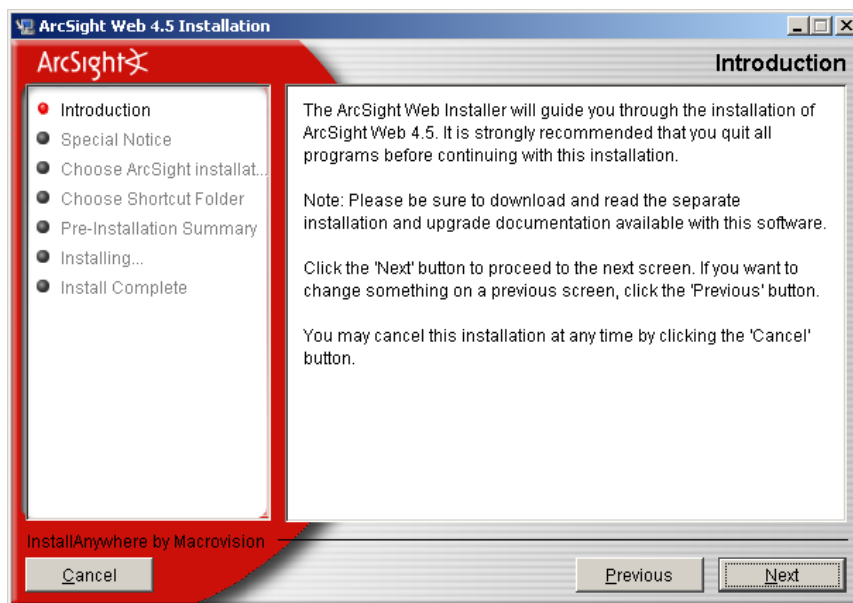 ArcSight Web 4.5 Installation
ArcSight
Introduction
Introduction
Special Notice
Choose ArcSight installat...
Choose Shortcut Folder
Pre-Installation Summary
Installing...
Install Complete
The ArcSight Web Installer will guide you through the installation of
ArcSight Web 4.5. It is strongly recommended that you quit all
programs before continuing with this installation.
Note: Please be sure to download and read the separate
installation and upgrade documentation available with this software.
Click the 'Next' button to proceed to the next screen. If you want to
change something on a previous screen, click the 'Previous' button.
You may cancel this installation at any time by clicking the 'Cancel'
button.
InstallAnywhere by Macrovision
Cancel
Previous
Next